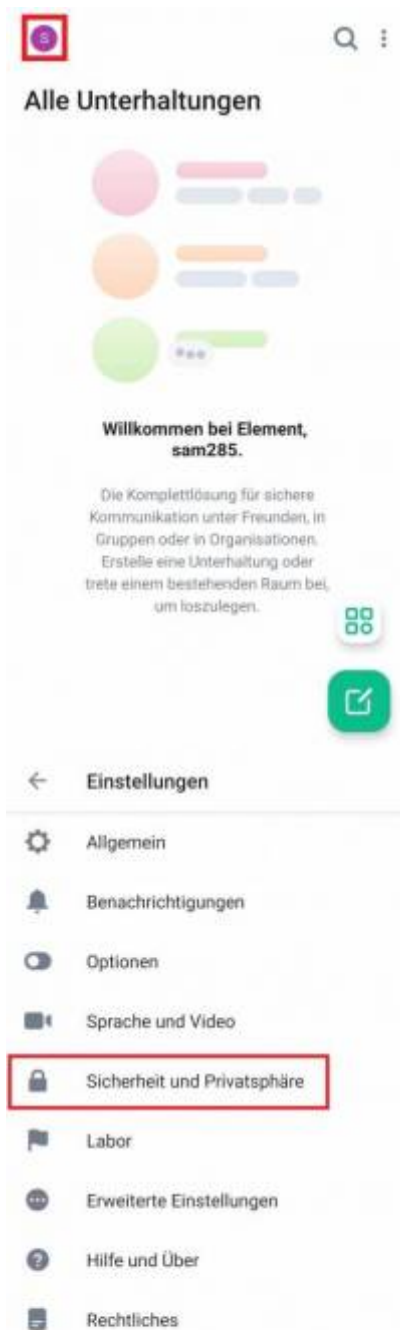 S
Alle Unterhaltungen
Willkommen bei Element,
sam285.
Die Komplettlösung für sichere
Kommunikation unter Freunden, in
Gruppen oder in Organisationen.
Erstelle eine Unterhaltung oder
trete einem bestehenden Raum bei,
um loszulegen.
Einstellungen
Allgemein
Benachrichtigungen
Optionen
Sprache und Video
Sicherheit und Privatsphäre
Labor
Erweiterte Einstellungen
Hilfe und Über
Rechtliches